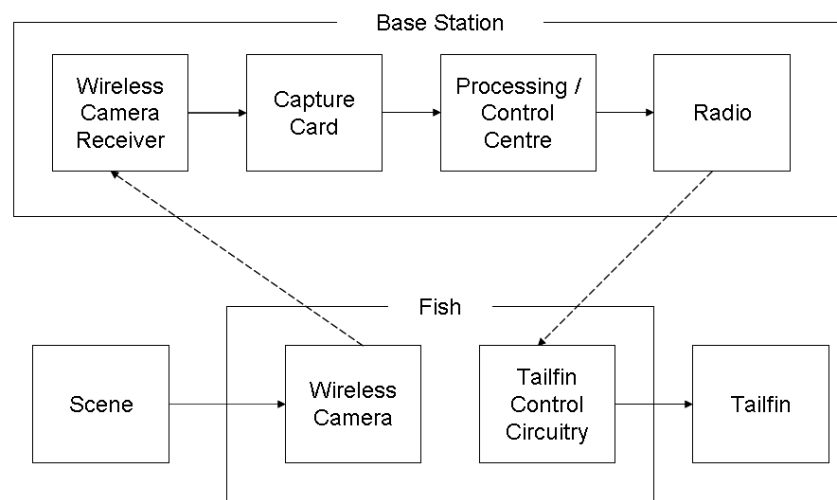 Base Station
Wireless
Camera
Receiver
Capture
Card
Processing /
Control
Centre
Radio
Fish
Scene
Wireless
Camera
Tailfin
Control
Circuitry
Tailfin